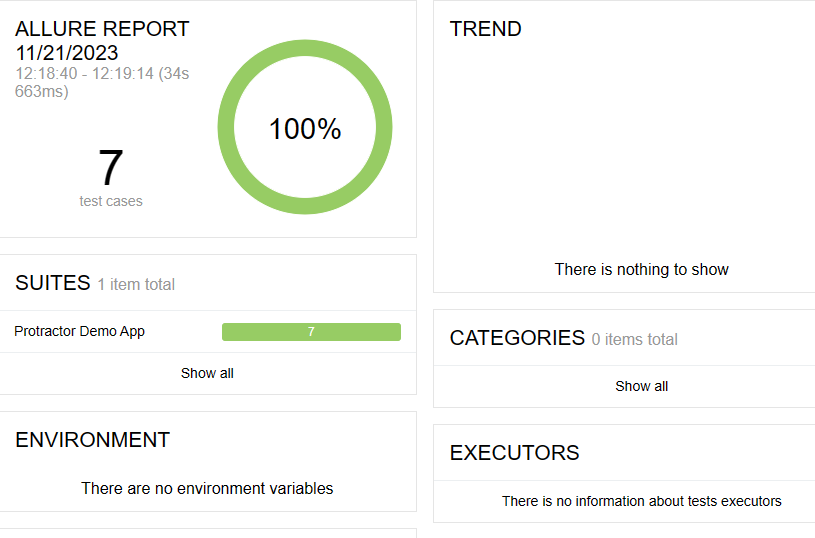 ALLURE REPORT
11/21/2023
12:18:40 - 12:19:14 (34s
663ms)
7
test cases
100%
SUITES 1 item total
Protractor Demo App 7
Show all
ENVIRONMENT
There are no environment variables
TREND
There is nothing to show
CATEGORIES 0 items total
Show all
EXECUTORS
There is no information about tests executors